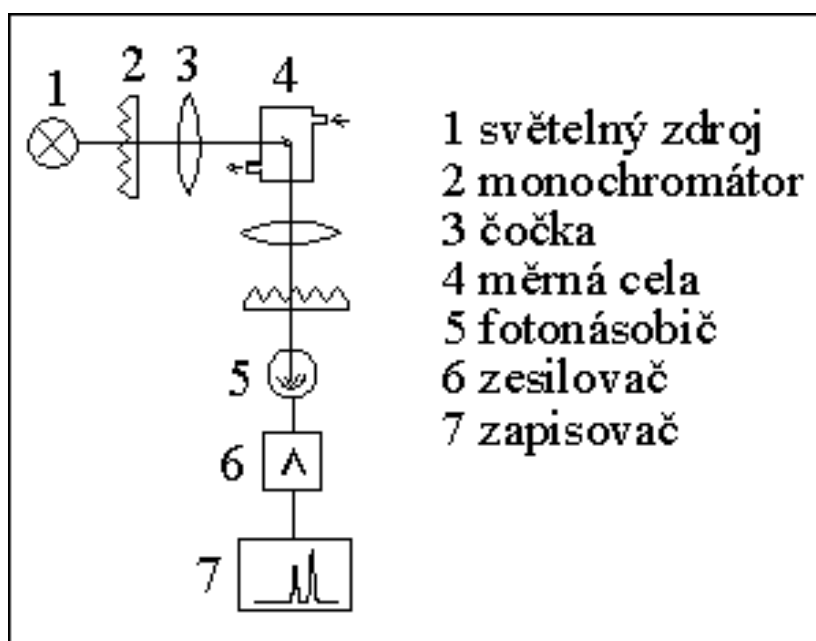 1
2
3
4
5
6
7
1 světelný zdroj
2 monochromátor
3 čočka
4 měrná cela
5 fotonásobič
6 zesilovač
7 zapisovač